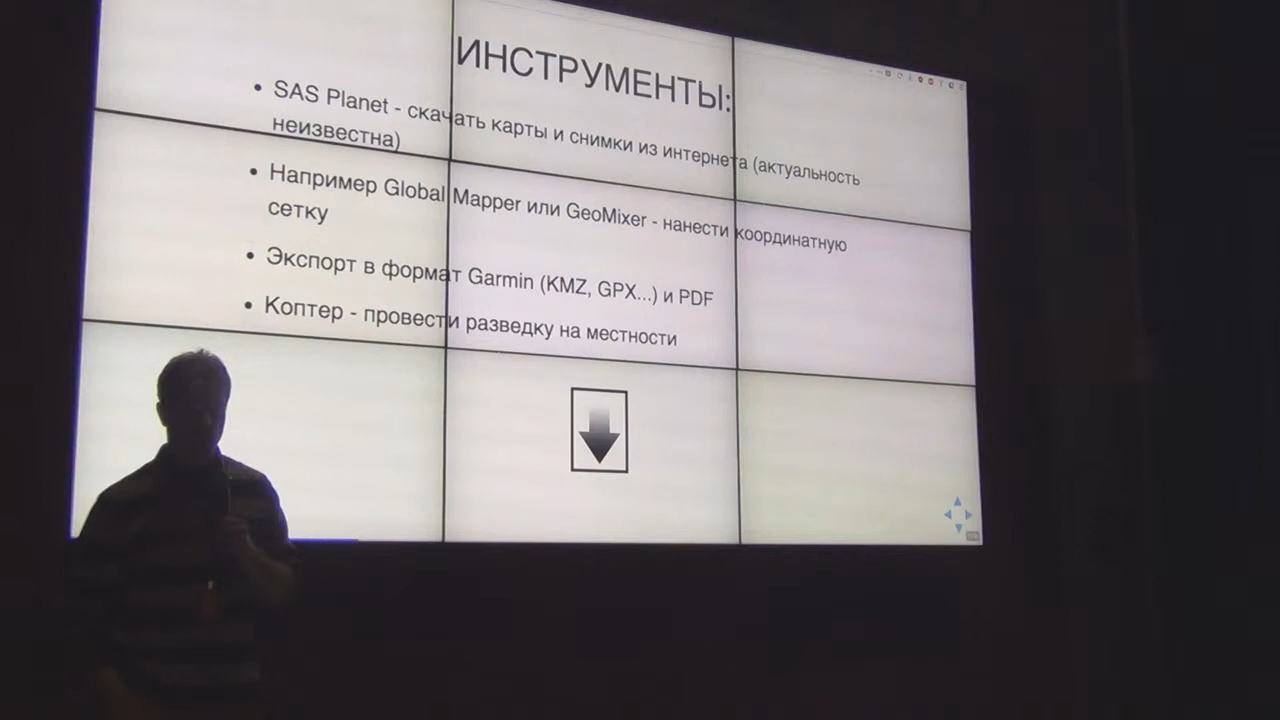 ИНСТРУМЕНТЫ:
• SAS Planet - скачать карты и снимки из интернета (актуальность
неизвестна)
• Например Global Mapper или GeoMixer - нанести координатную
сетку
• Экспорт в формат Garmin (KMZ, GPX...) и PDF
• Коптер - провести разведку на местности